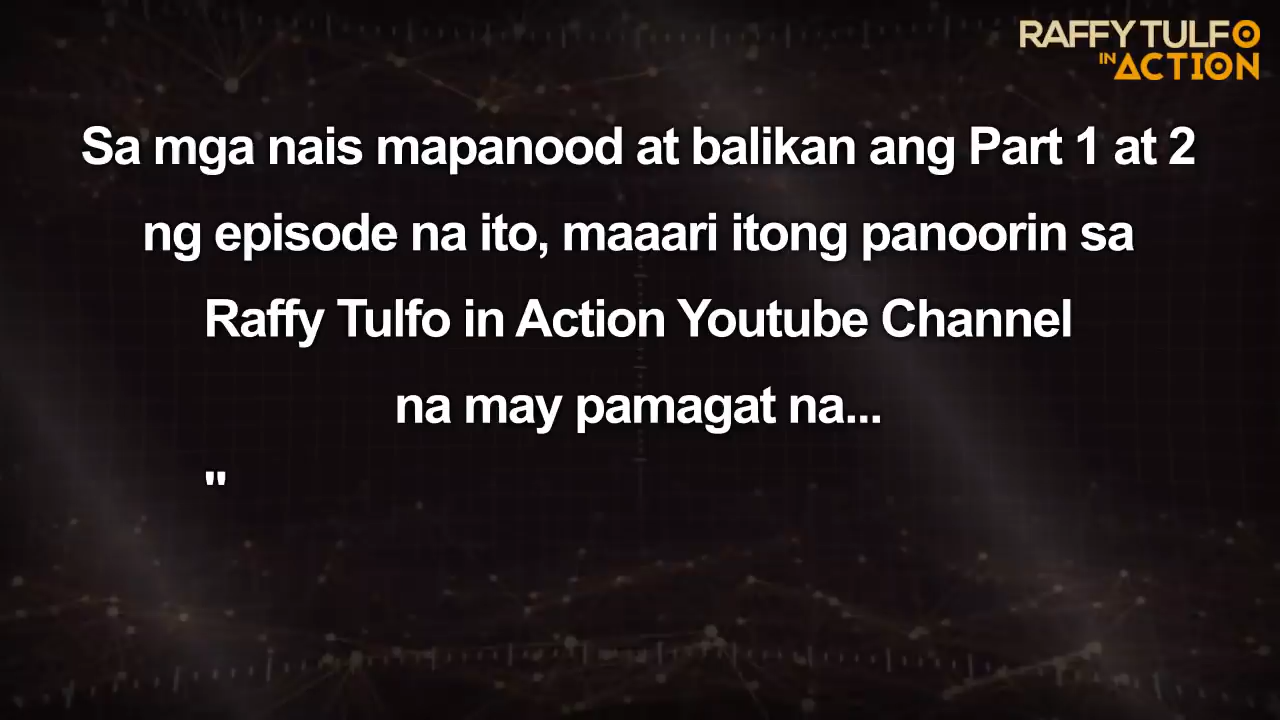 RAFFY TULFO
IN ACTION
Sa mga nais mapanood at balikan ang Part 1 at 2
ng episode na ito, maaari itong panoorin sa
Raffy Tulfo in Action Youtube Channel
na may pamagat na...
"